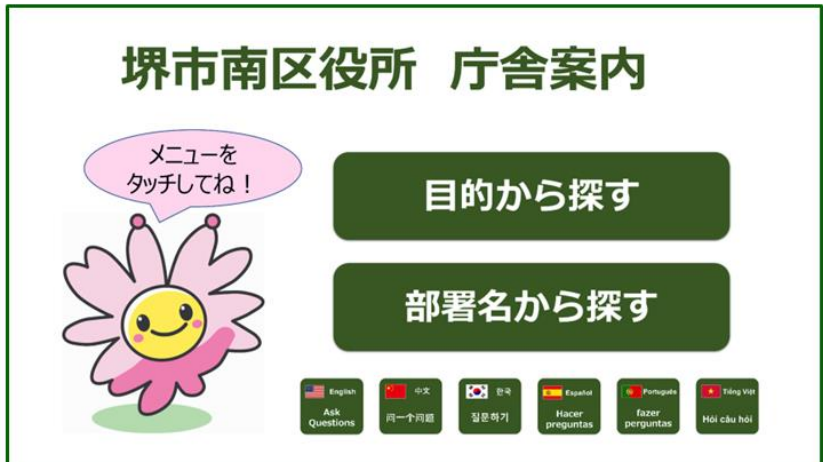 堺市南区役所 庁舎案内
メニューを
タッチしてね！
目的から探す
部署名から探す
English
Ask
Questions
中文
问一个问题
한국
질문하기
Español
Hacer
preguntas
Português
fazer
perguntas
Tiếng Việt
Hỏi câu hỏi